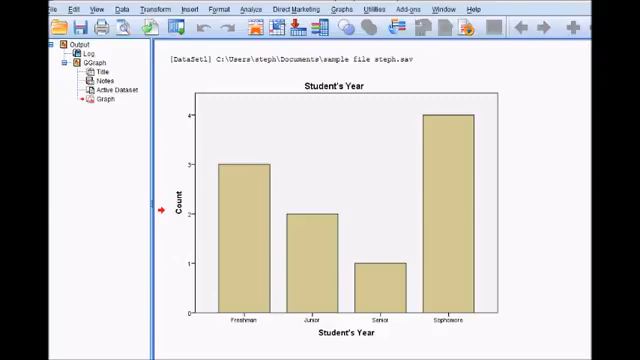 Edit View Data Transform Insert Format Analyze Direct Marketing Graphs Utilities Add-ons Window Help
Output
Log
GGraph
Title
Notes
Active Dataset
Graph
[DataSet1] C:\Users\steph\Documents\sample file steph.sav
Student's Year
4
3
2
1
0
Count
Freshman Junior Senior Sophomore
Student's Year